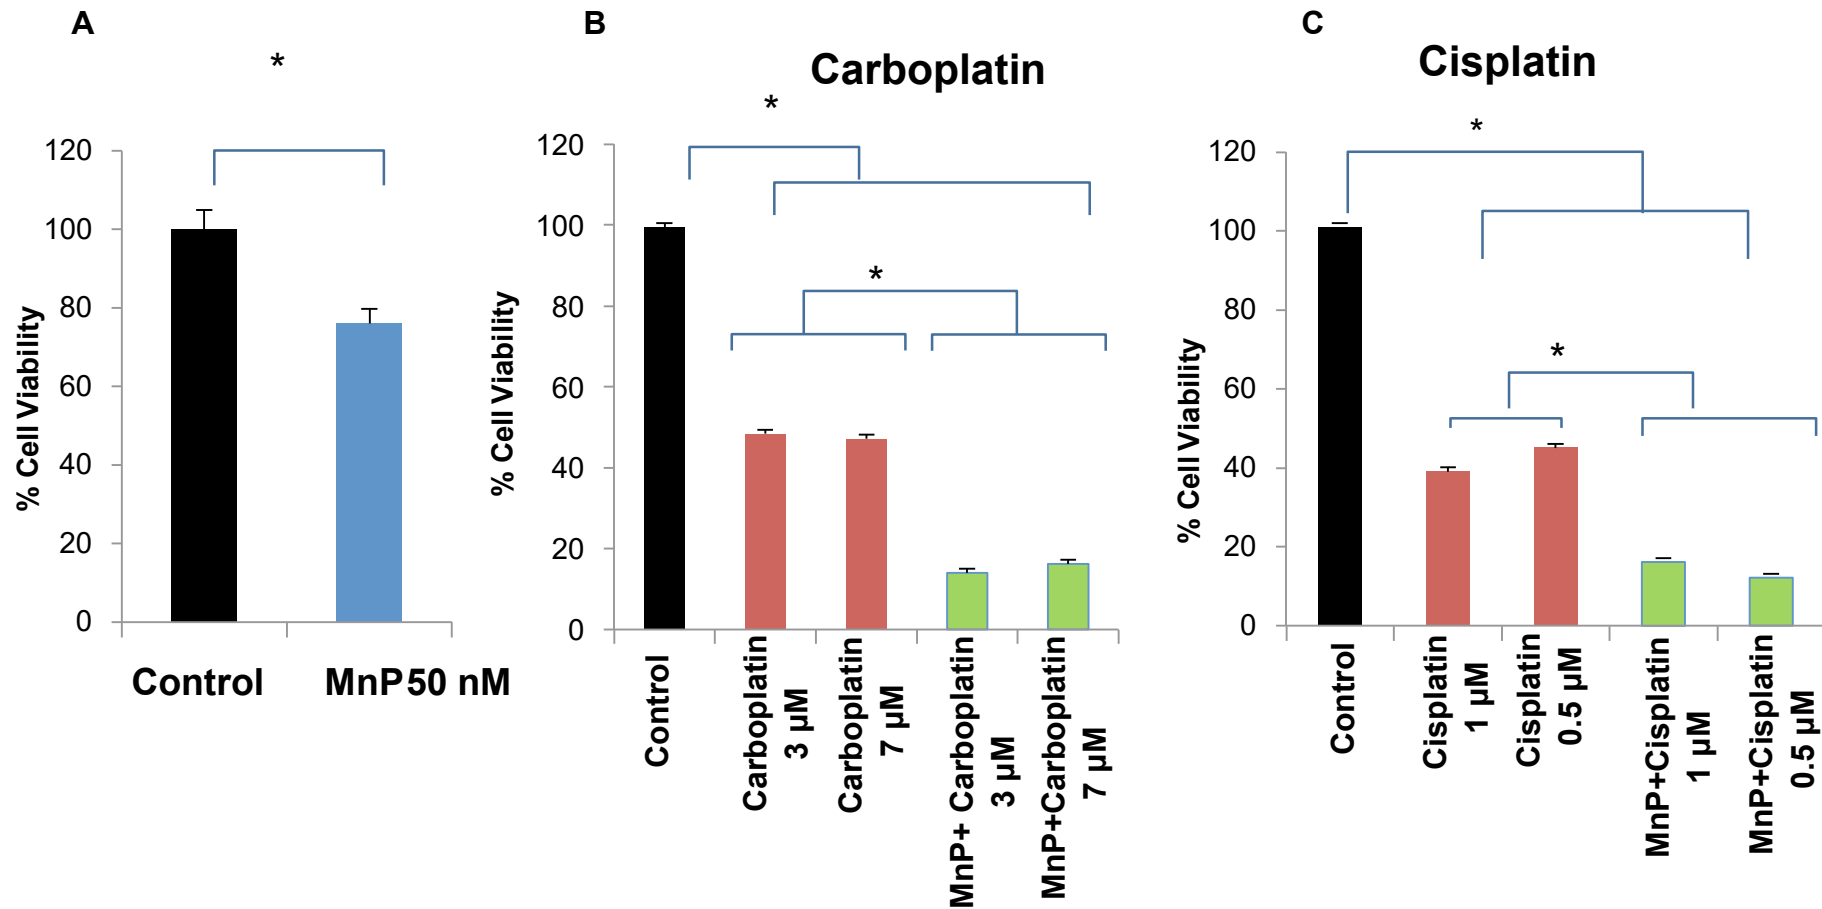 A
*
120
100
80
60
40
20
0
% Cell Viability
Control
MnP50 nM
B
Carboplatin
*
*
120
100
80
60
40
20
0
% Cell Viability
Control
Carboplatin
3 µM
Carboplatin
7 µM
MnP+ Carboplatin
3 µM
MnP+Carboplatin
7 µM
C
Cisplatin
*
*
120
100
80
60
40
20
0
% Cell Viability
Control
Cisplatin
1 µM
Cisplatin
0.5 µM
MnP+Cisplatin
1 µM
MnP+Cisplatin
0.5 µM